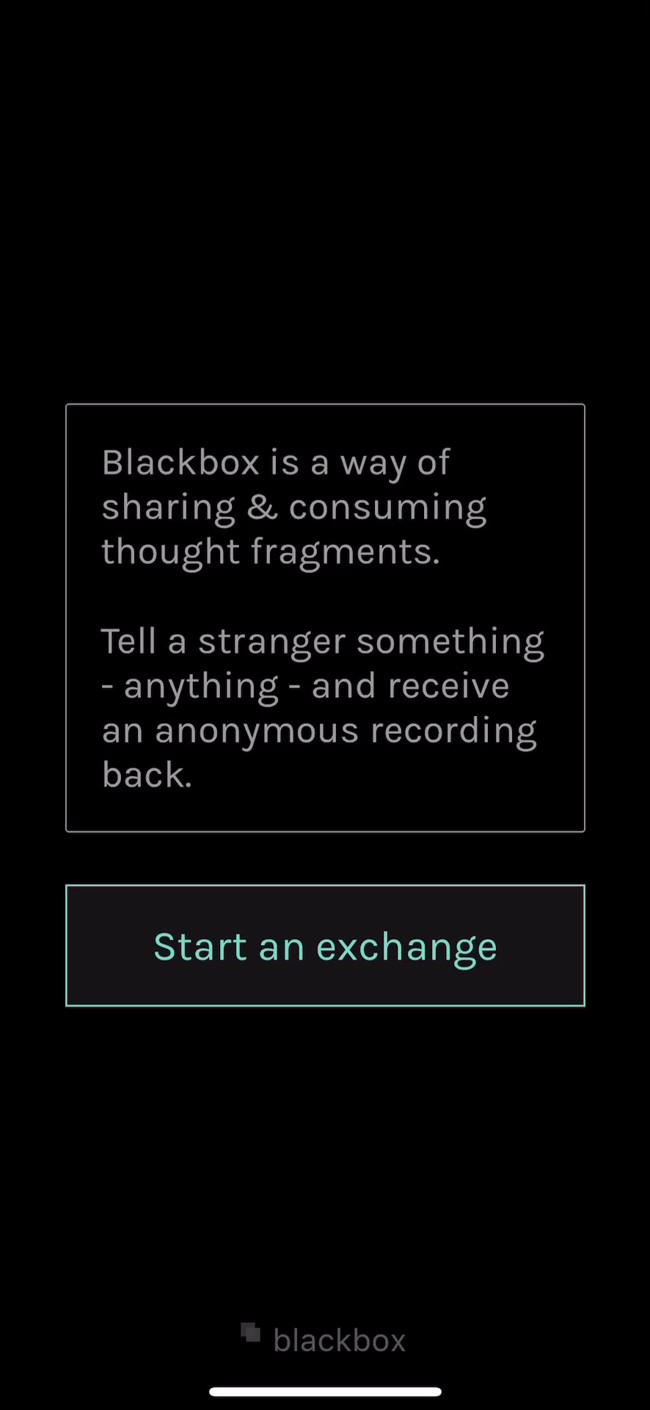 Blackbox is a way of
sharing & consuming
thought fragments.
Tell a stranger something
- anything - and receive
an anonymous recording
back.
Start an exchange
blackbox